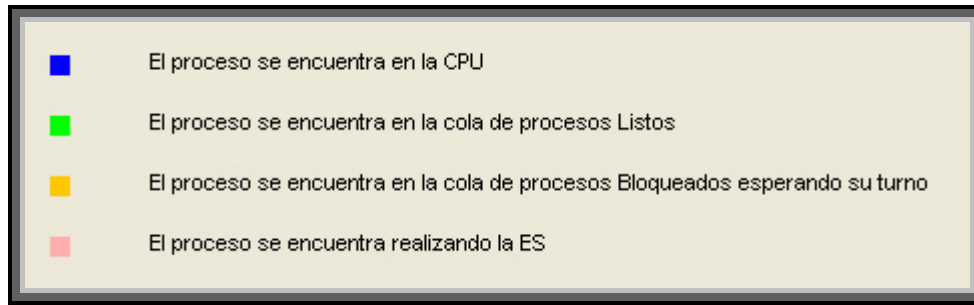 El proceso se encuentra en la CPU
El proceso se encuentra en la cola de procesos Listos
El proceso se encuentra en la cola de procesos Bloqueados esperando su turno
El proceso se encuentra realizando la ES